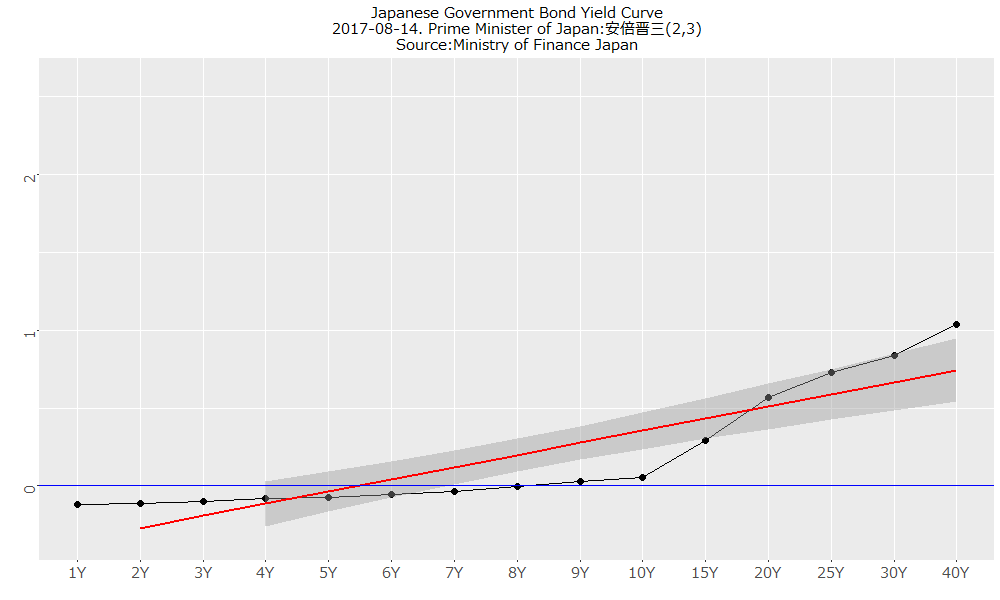 Japanese Government Bond Yield Curve
2017-08-14. Prime Minister of Japan:安倍晋三(2,3)
Source:Ministry of Finance Japan
2
1
0
1Y 2Y 3Y 4Y 5Y 6Y 7Y 8Y 9Y 10Y 15Y 20Y 25Y 30Y 40Y